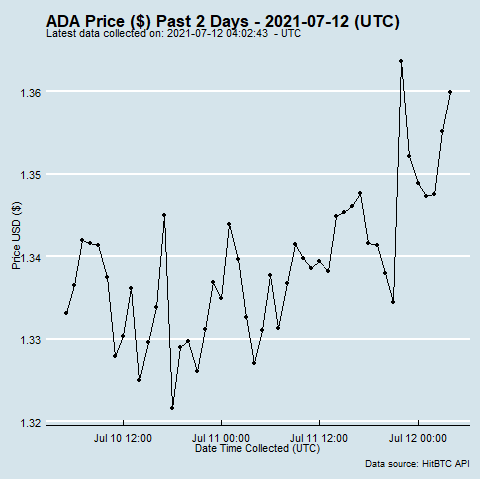 ADA Price ($) Past 2 Days - 2021-07-12 (UTC)
Latest data collected on: 2021-07-12 04:02:43 - UTC
1.36
1.35
1.34
1.33
1.32
Price USD ($)
Jul 10 12:00
Jul 11 00:00
Jul 11 12:00
Jul 12 00:00
Date Time Collected (UTC)
Data source: HitBTC API